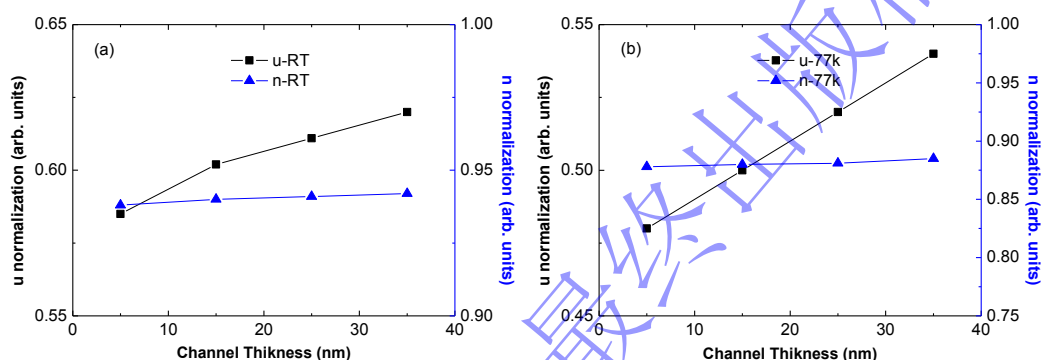 (a)
u-RT
n-RT
u normalization (arb. units)
0.65
0.60
0.55
n normalization (arb. units)
1.00
0.95
0.90
0
10
20
30
40
Channel Thikness (nm)
(b)
u-77k
n-77k
u normalization (arb. units)
0.55
0.50
0.45
n normalization (arb. units)
1.00
0.95
0.90
0.85
0.80
0.75
0
10
20
30
40
Channel Thikness (nm)